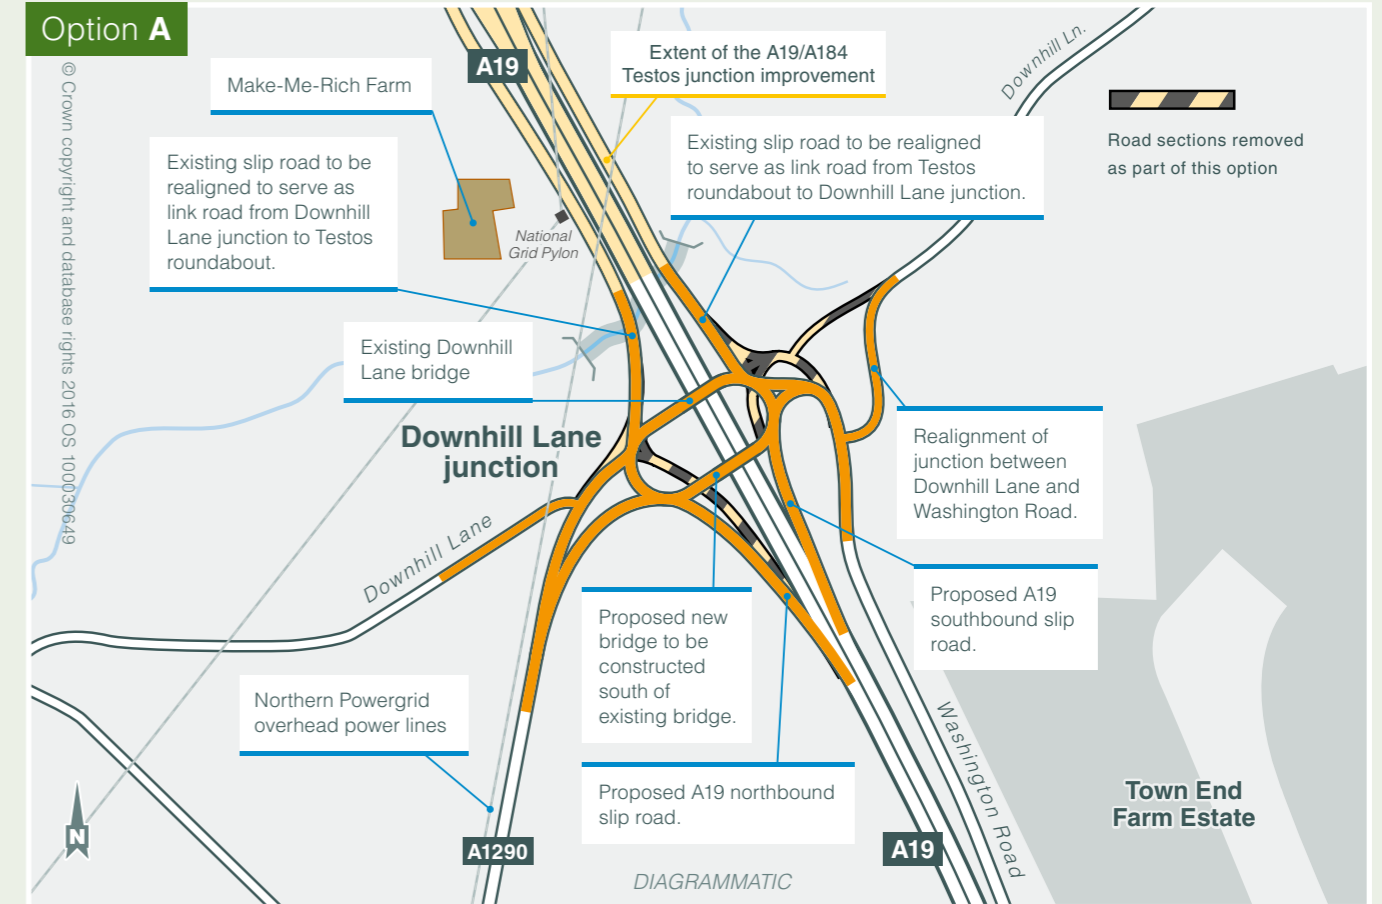 Option A
© Crown copyright and database rights 2016 OS 100030649
A19
Extent of the A19/A184
Testos junction improvement
Downhill Ln.
Make-Me-Rich Farm
Road sections removed
as part of this option
Existing slip road to be
realigned to serve as
link road from Downhill
Lane junction to Testos
roundabout.
Existing slip road to be realigned
to serve as link road from Testos
roundabout to Downhill Lane junction.
National
Grid Pylon
Existing Downhill
Lane bridge
Downhill Lane
junction
Realignment of
junction between
Downhill Lane and
Washington Road.
Downhill Lane
Proposed new
bridge to be
constructed
south of
existing bridge.
Proposed A19
southbound slip
road.
Northern Powergrid
overhead power lines
Proposed A19 northbound
slip road.
Washington Road
Town End
Farm Estate
N
A1290
A19
DIAGRAMMATIC